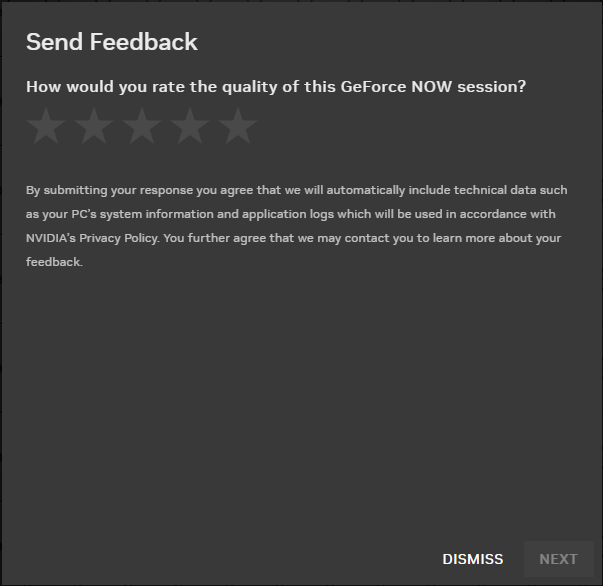 Send Feedback
How would you rate the quality of this GeForce NOW session?
By submitting your response you agree that we will automatically include technical data such
as your PC's system information and application logs which will be used in accordance with
NVIDIA's Privacy Policy. You further agree that we may contact you to learn more about your
feedback.
DISMISS NEXT